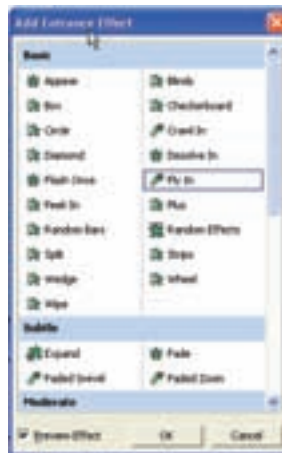 Add Entrance Effect
Basic
Appear Blinds
Box Checkerboard
Circle Crawl In
Diamond Dissolve In
Flash Once Fly In
Peek In Plus
Random Bars Random Effects
Split Strips
Wedge Wheel
Wipe
Subtle
Expand Fade
Faded Swivel Faded Zoom
Moderate
Preview Effect OK Cancel